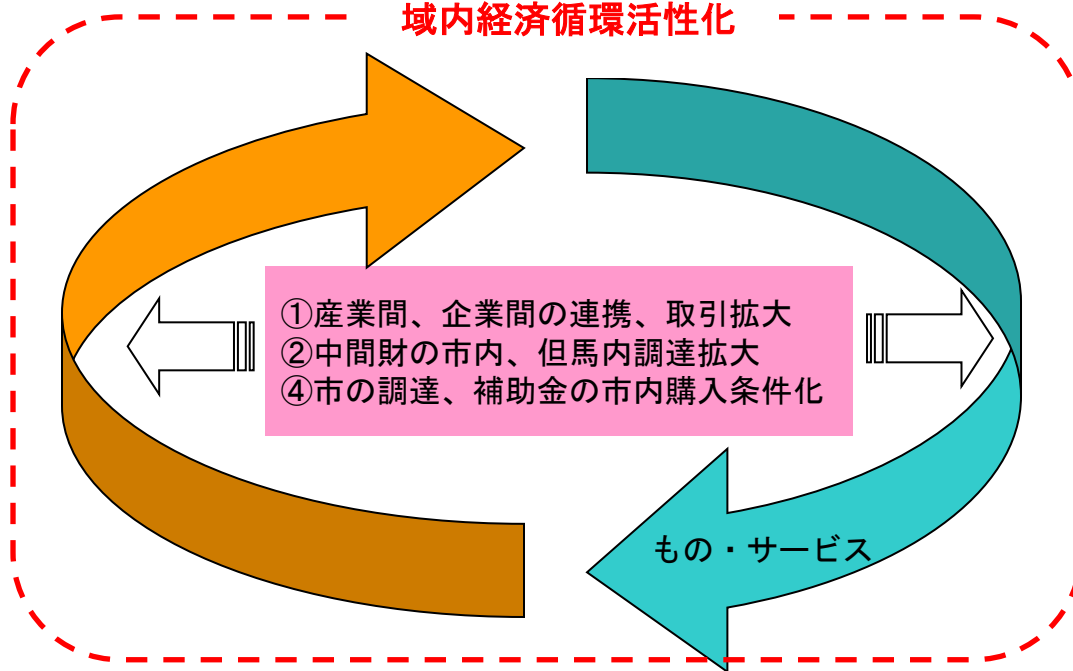 域内経済循環活性化
①産業間、企業間の連携、取引拡大
②中間財の市内、但馬内調達拡大
④市の調達、補助金の市内購入条件化
もの・サービス